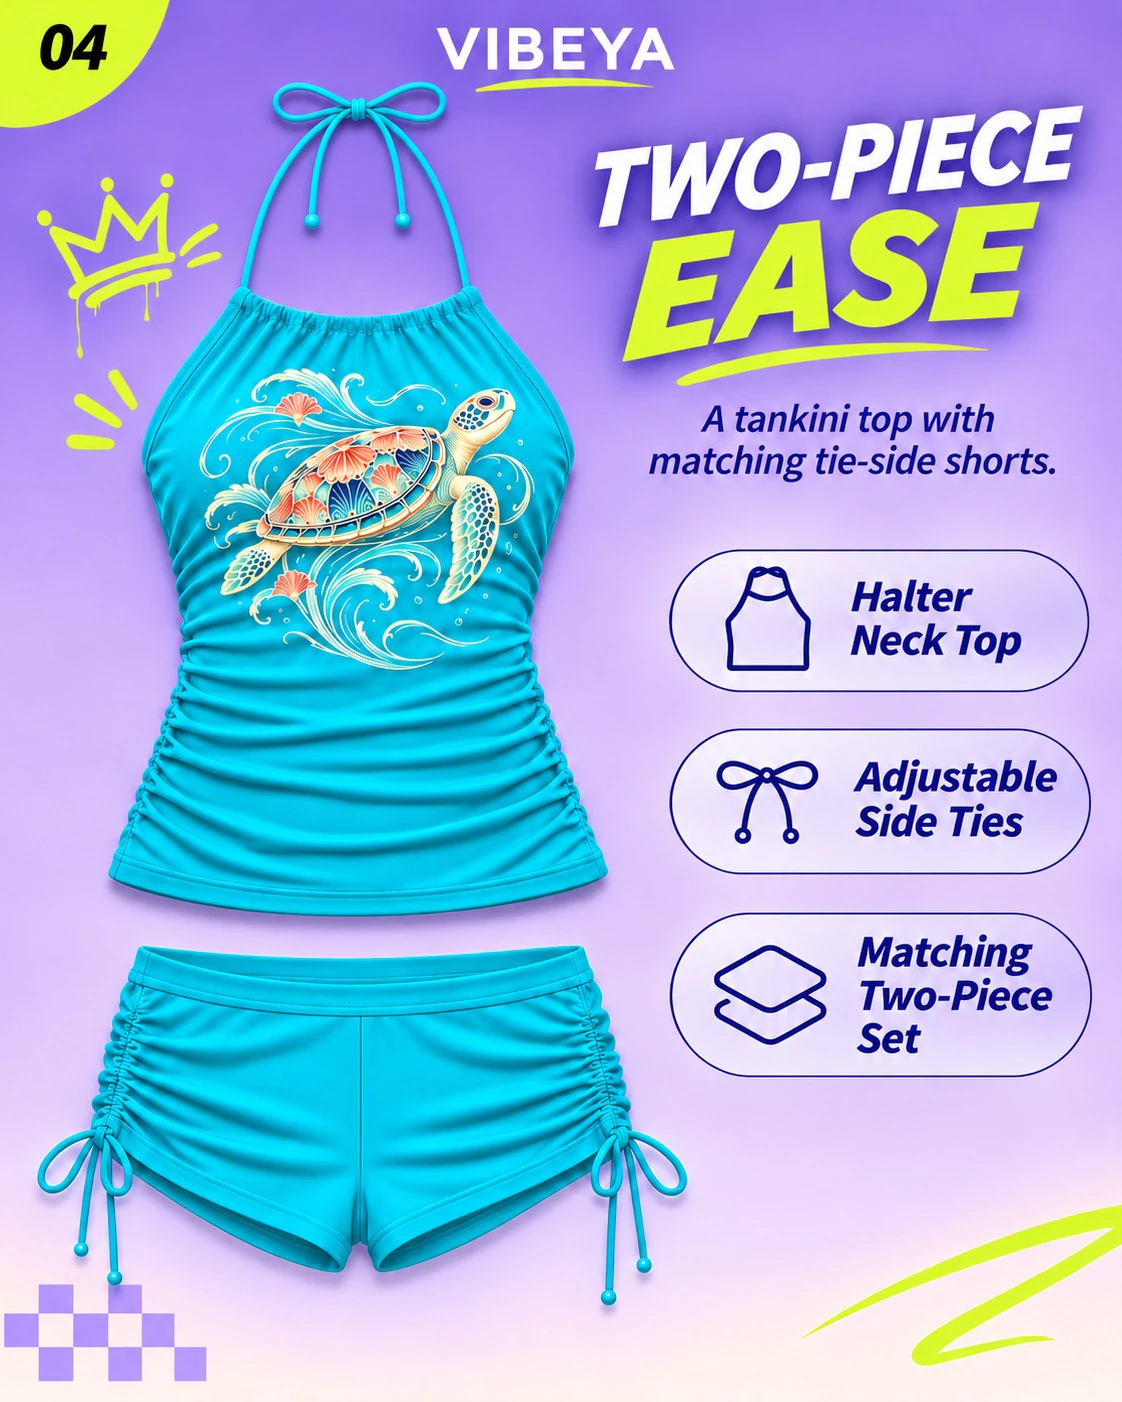 04
VIBEYA
TWO-PIECE
EASE
A tankini top with
matching tie-side shorts.
Halter
Neck Top
Adjustable
Side Ties
Matching
Two-Piece
Set